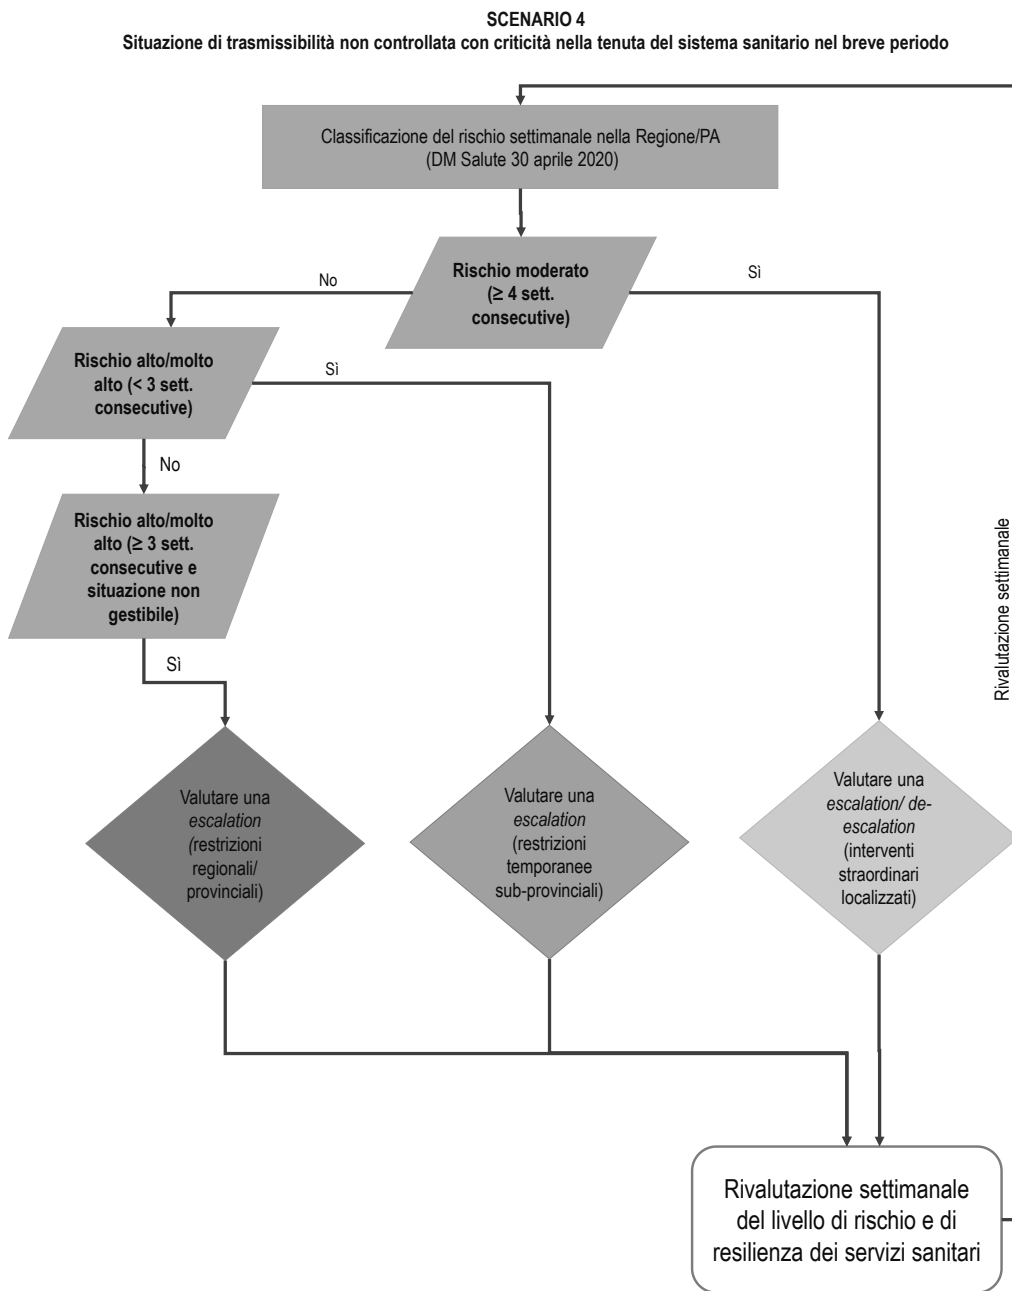 SCENARIO 4
Situazione di trasmissibilità non controllata con criticità nella tenuta del sistema sanitario nel breve periodo
Classificazione del rischio settimanale nella Regione/PA
(DM Salute 30 aprile 2020)
Rischio moderato
(≥ 4 sett.
consecutive)
No
Sì
Rischio alto/molto
alto (< 3 sett.
consecutive)
Sì
No
Rischio alto/molto
alto (≥ 3 sett.
consecutive e
situazione non
gestibile)
Sì
Rivalutazione settimanale
Valutare una
escalation
(restrizioni
regionali/
provinciali)
Valutare una
escalation
(restrizioni
temporanee
sub-provinciali)
Valutare una
escalation/ de-
escalation
(interventi
straordinari
localizzati)
Rivalutazione settimanale
del livello di rischio e di
resilienza dei servizi sanitari